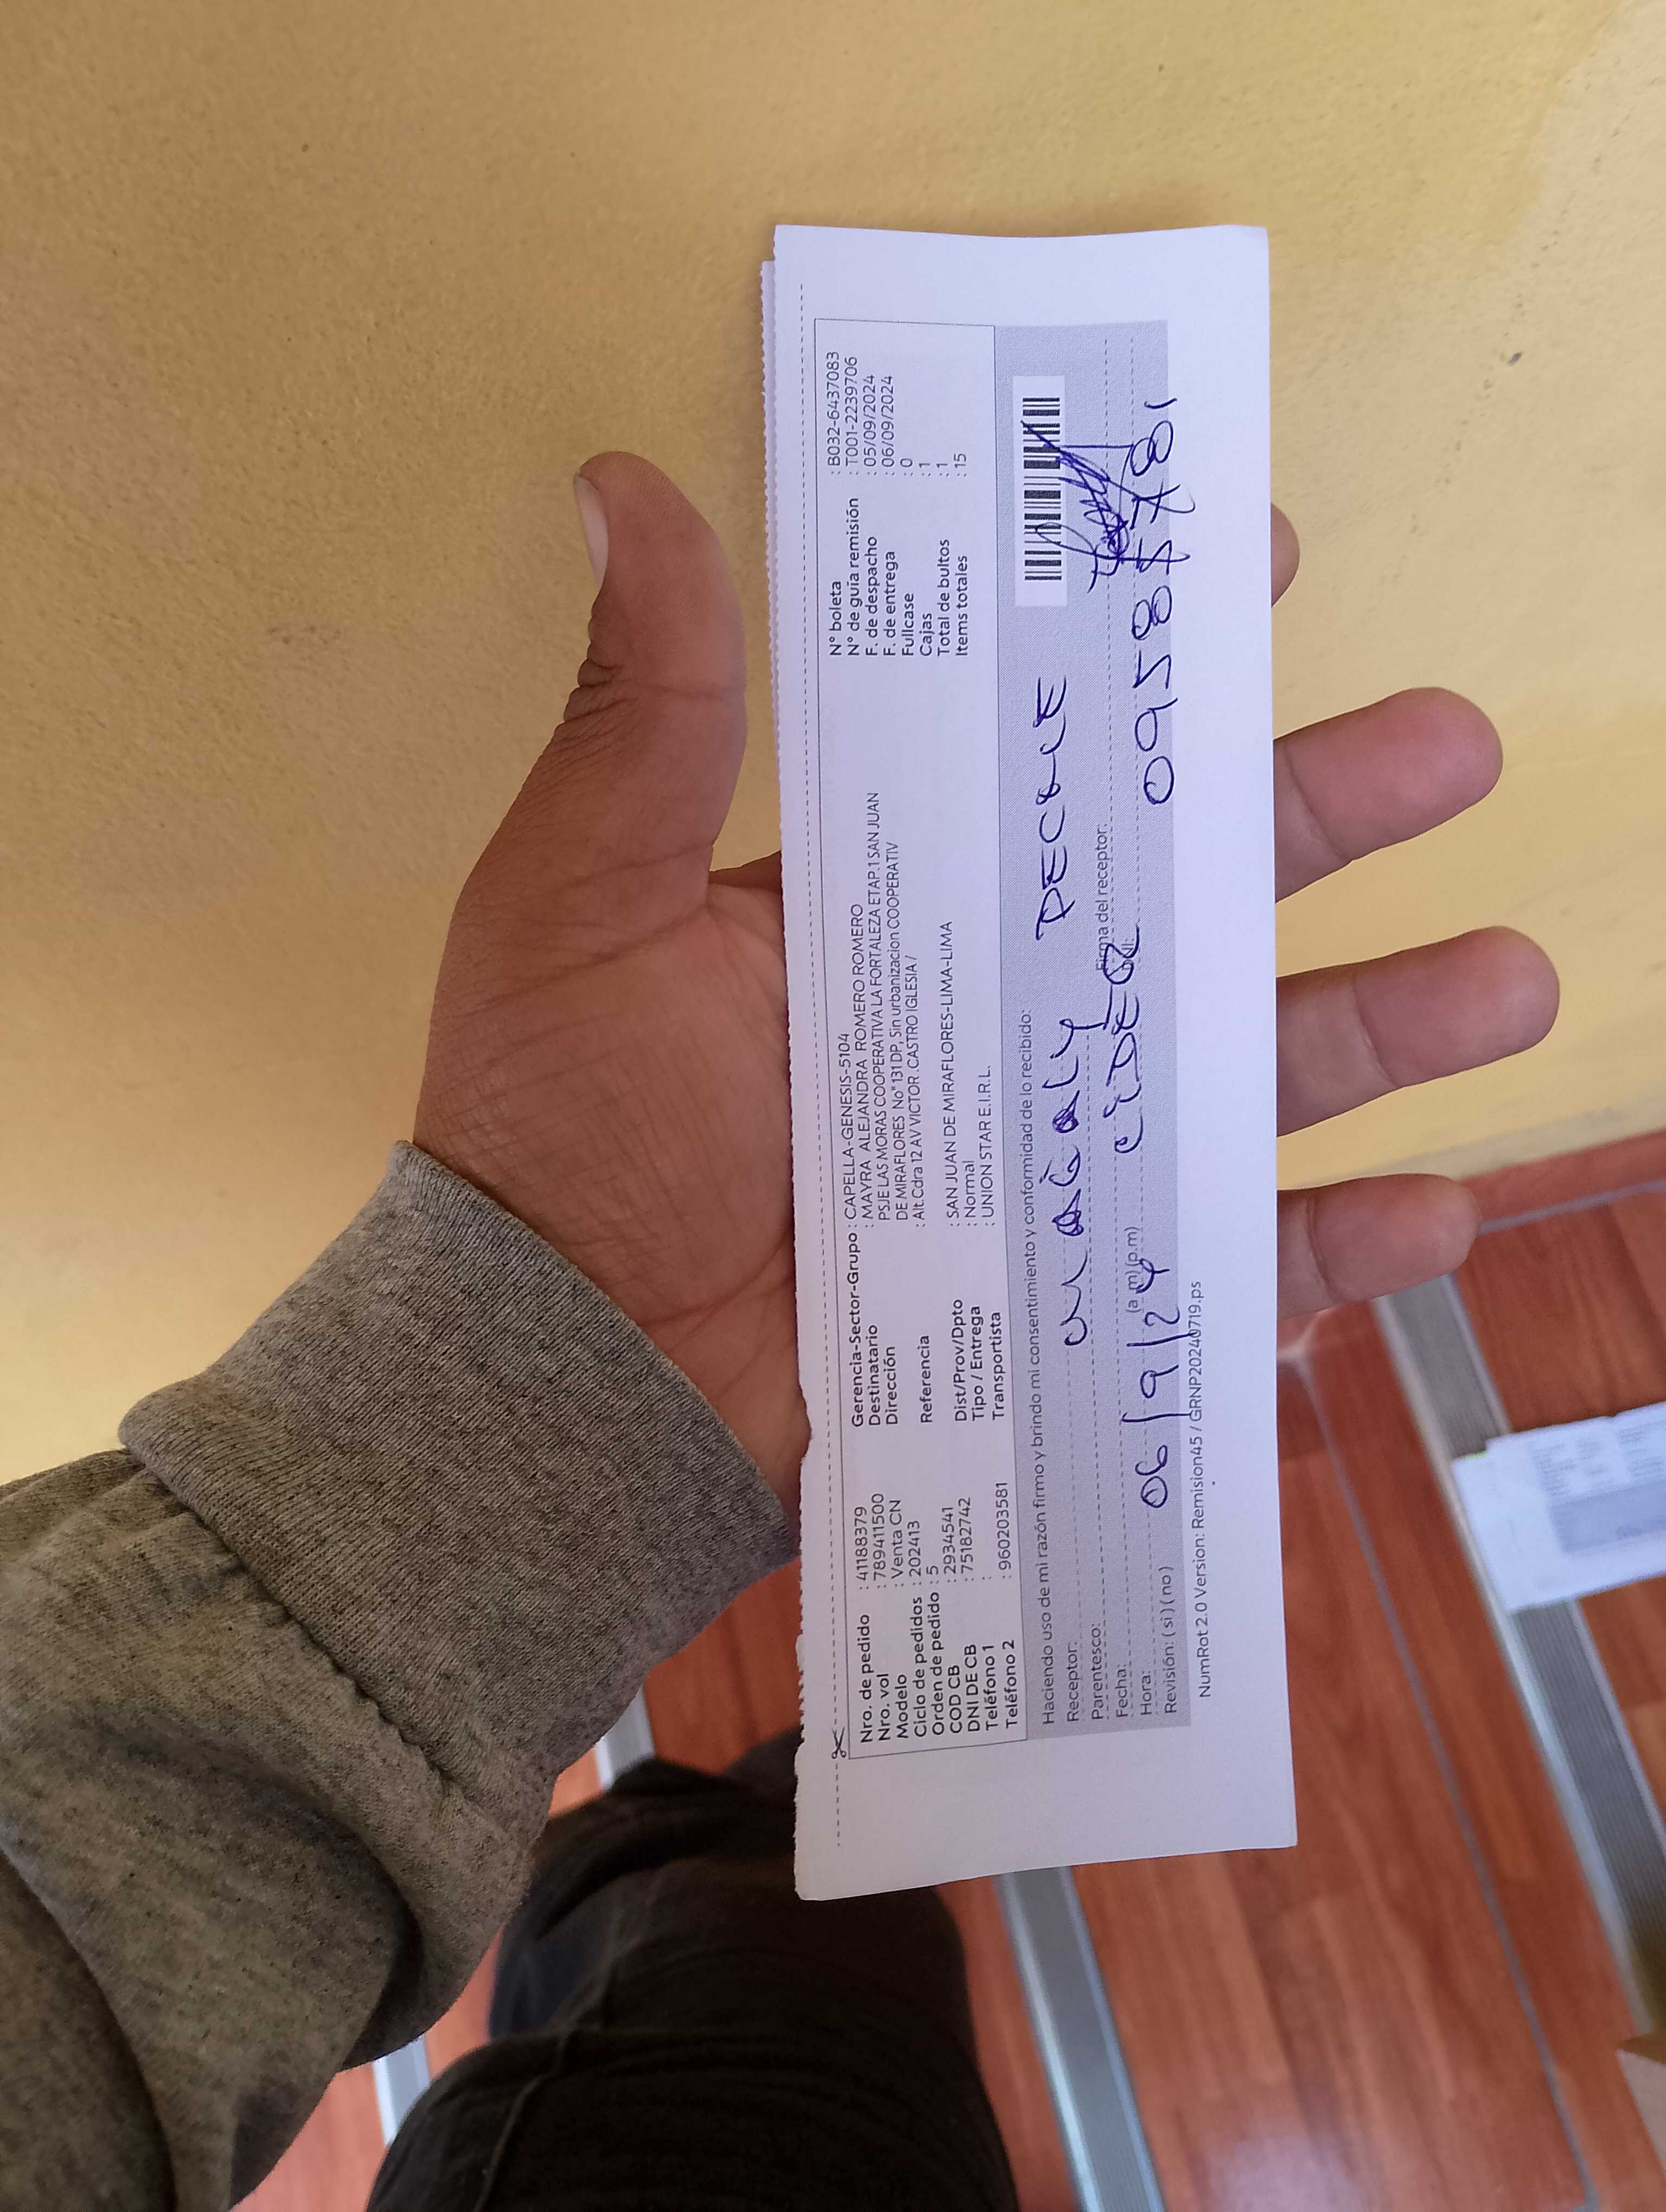 Nro. de pedido : 41188379
Nro. vol : 789411500
Modelo : Venta CN
Ciclo de pedidos : 202413
Orden de pedido : 5
COD CB : 2934541
DNI DE CB : 75182742
Teléfono 1 :
Teléfono 2 : 960203581
Gerencia-Sector-Grupo : CAPELLA-GENESIS-5104
Destinatario : MAYRA ALEJANDRA ROMERO ROMERO
Dirección PSJE LAS MORAS COOPERATIVA LA FORTALEZA ETAP.1 SAN JUAN
DE MIRAFLORES No°131 DP, Sin urbanizacion COOPERATIV
Referencia : Alt.Cdra 12 AV VICTOR .CASTRO IGLESIA /
Dist/Prov/Dpto : SAN JUAN DE MIRAFLORES-LIMA-LIMA
Tipo / Entrega : Normal
Transportista : UNION STAR E.I.R.L.
N° boleta : B032-6437083
N° de guía remisión : T001-2239706
F. de despacho : 05/09/2024
F. de entrega : 06/09/2024
Fullcase : 0
Cajas : 1
Total de bultos : 1
Items totales : 15
Haciendo uso de mi razón firmo y brindo mi consentimiento y conformidad de lo recibido:
Receptor:
Parentesco:
Firma del receptor:
Fecha: 06/9/24
DNI:
Hora: (a.m) (p.m)
Revisión: ( si ) ( no )
NumRot 2.0 Version: Remision45 / GRNP20240719.ps